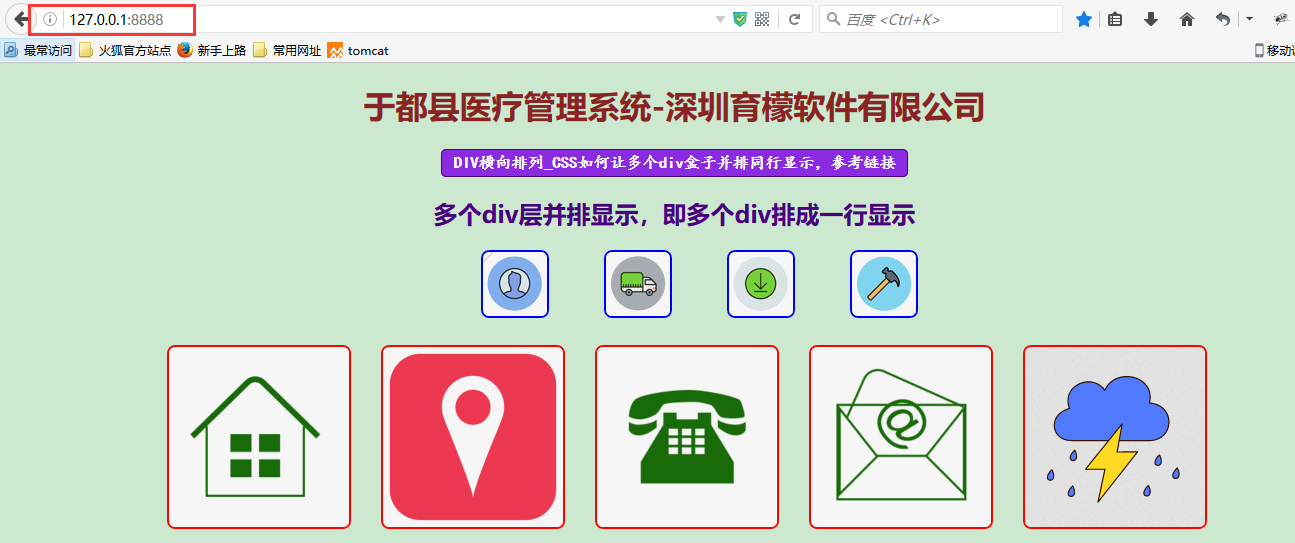 127.0.0.1:8888
百度 <Ctrl+K>
最常访问 火狐官方站点 新手上路 常用网址 tomcat
于都县医疗管理系统-深圳育檬软件有限公司
DIV横向排列_CSS如何让多个div盒子并排同行显示，参考链接
多个div层并排显示，即多个div排成一行显示
@